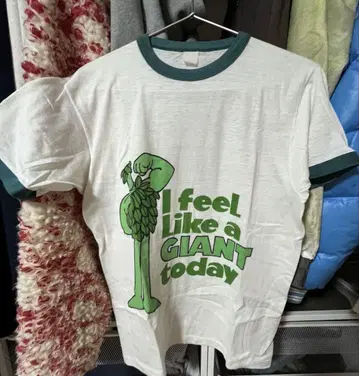 I feel
Like a
GIANT
today